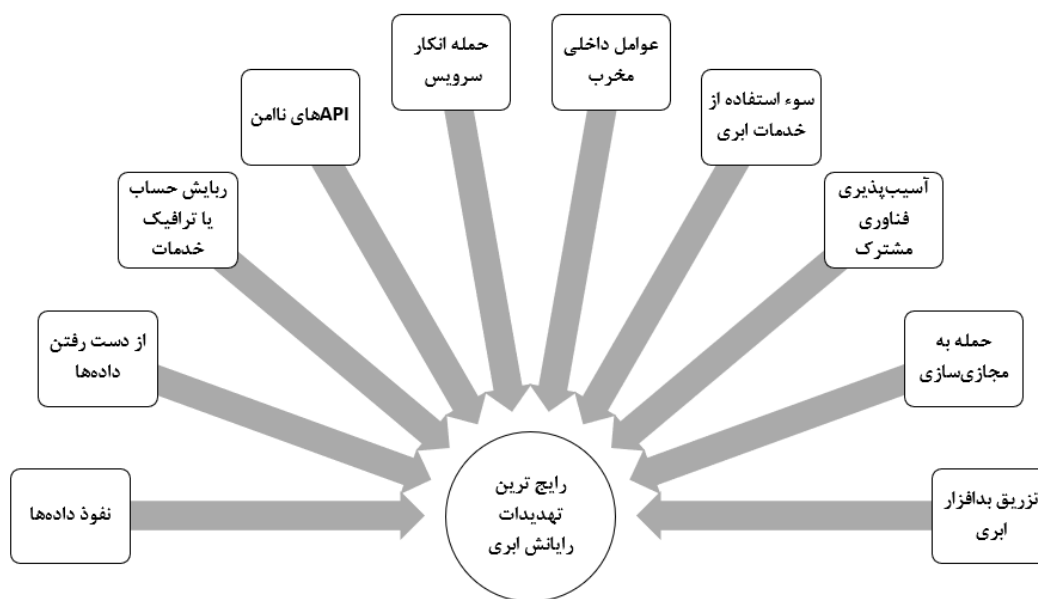 عوامل داخلی
مخرب
حمله انکار
سرویس
سوء استفاده از
خدمات ابری
APIهای ناامن
آسیب‌پذیری
فناوری
مشترک
ربایش حساب
یا ترافیک
خدمات
حمله به
مجازی‌سازی
از دست رفتن
داده‌ها
تزریق بدافزار
ابری
نفوذ داده‌ها
رایج ترین
تهدیدات
رایانش ابری